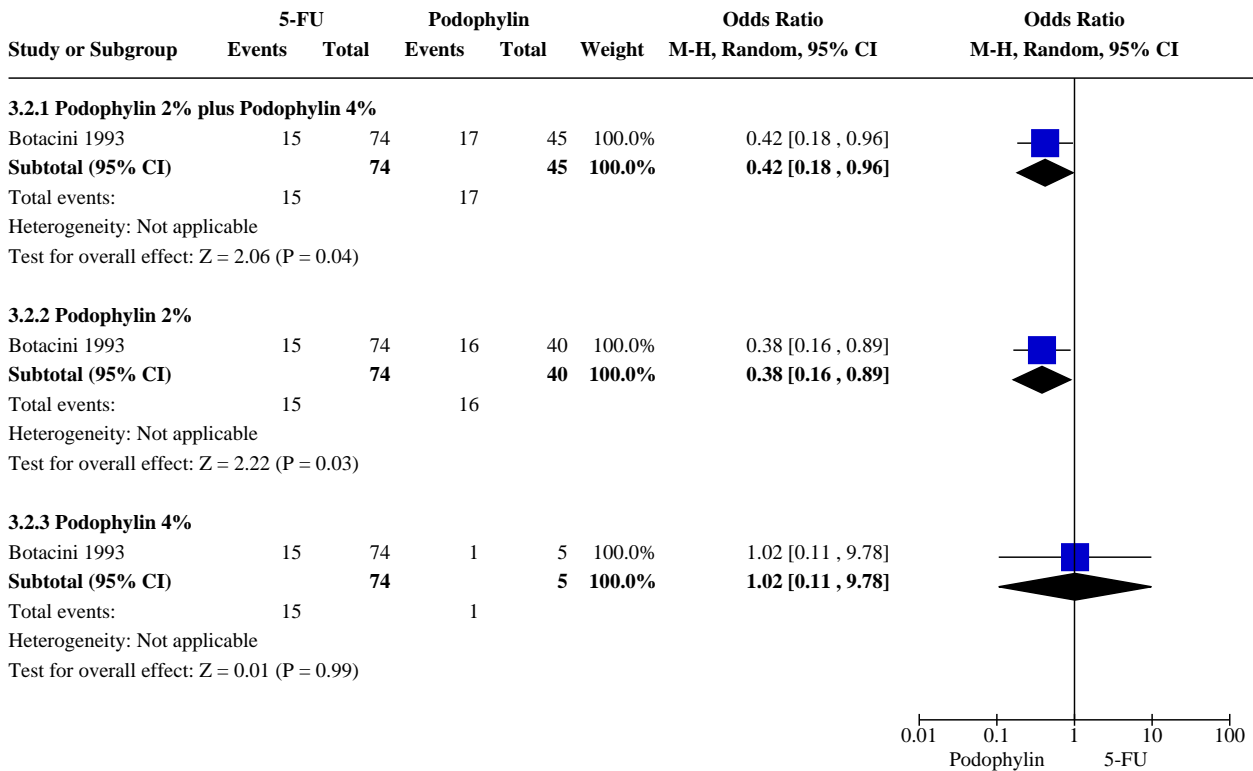 5-FU Podophylin Odds Ratio Odds Ratio
Study or Subgroup Events Total Events Total Weight M-H, Random, 95% CI M-H, Random, 95% CI
3.2.1 Podophylin 2% plus Podophylin 4%
Botacini 1993 15 74 17 45 100.0% 0.42 [0.18 , 0.96]
Subtotal (95% CI) 74 45 100.0% 0.42 [0.18 , 0.96]
Total events: 15 17
Heterogeneity: Not applicable
Test for overall effect: Z = 2.06 (P = 0.04)
3.2.2 Podophylin 2%
Botacini 1993 15 74 16 40 100.0% 0.38 [0.16 , 0.89]
Subtotal (95% CI) 74 40 100.0% 0.38 [0.16 , 0.89]
Total events: 15 16
Heterogeneity: Not applicable
Test for overall effect: Z = 2.22 (P = 0.03)
3.2.3 Podophylin 4%
Botacini 1993 15 74 1 5 100.0% 1.02 [0.11 , 9.78]
Subtotal (95% CI) 74 5 100.0% 1.02 [0.11 , 9.78]
Total events: 15 1
Heterogeneity: Not applicable
Test for overall effect: Z = 0.01 (P = 0.99)
0.01 0.1 1 10 100
Podophylin 5-FU